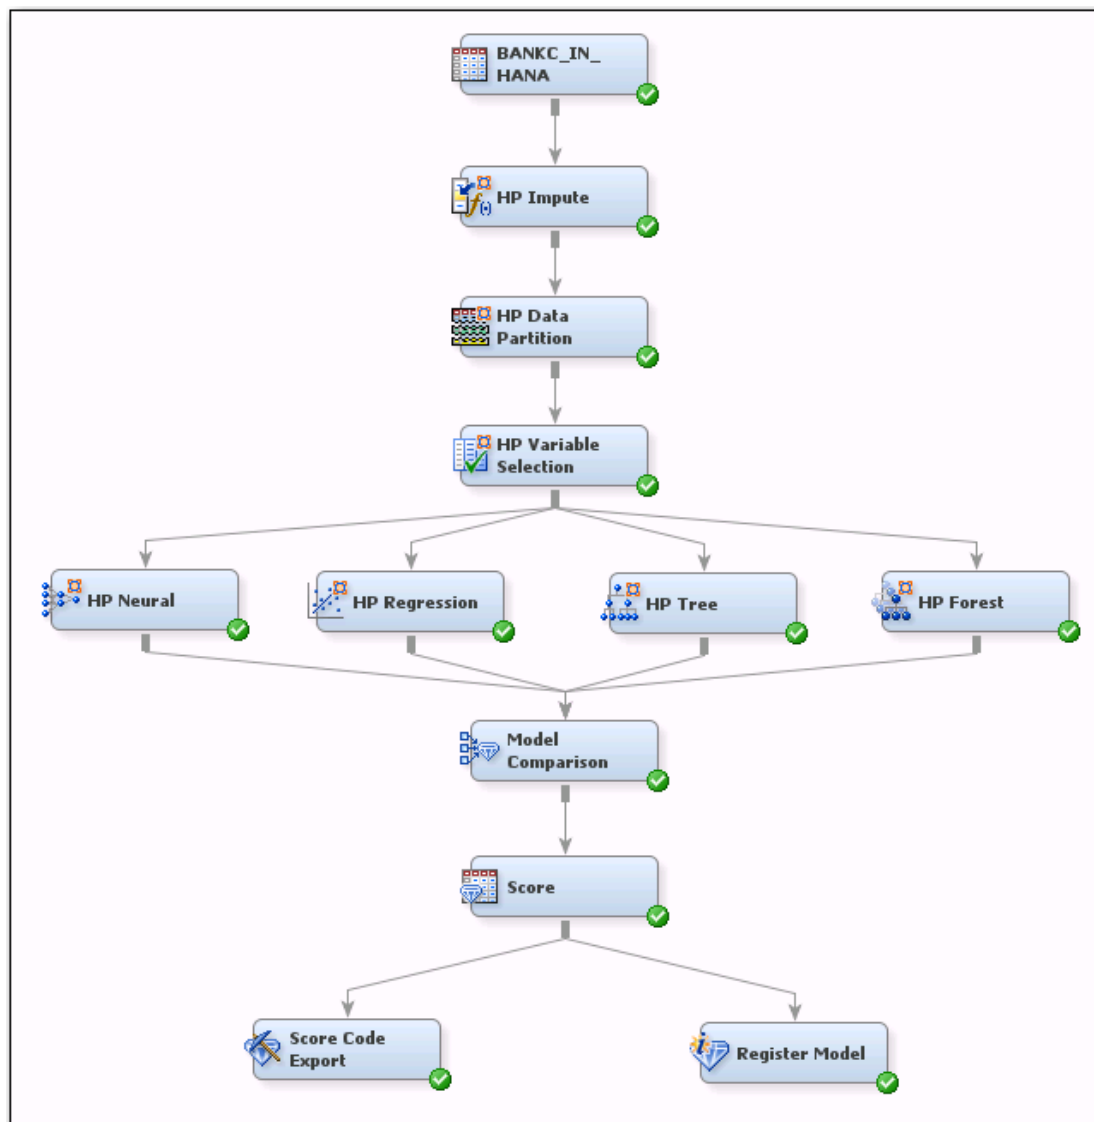 BANKC_IN_
HANA
HP Impute
HP Data
Partition
HP Variable
Selection
HP Neural
HP Regression
HP Tree
HP Forest
Model
Comparison
Score
Score Code
Export
Register Model